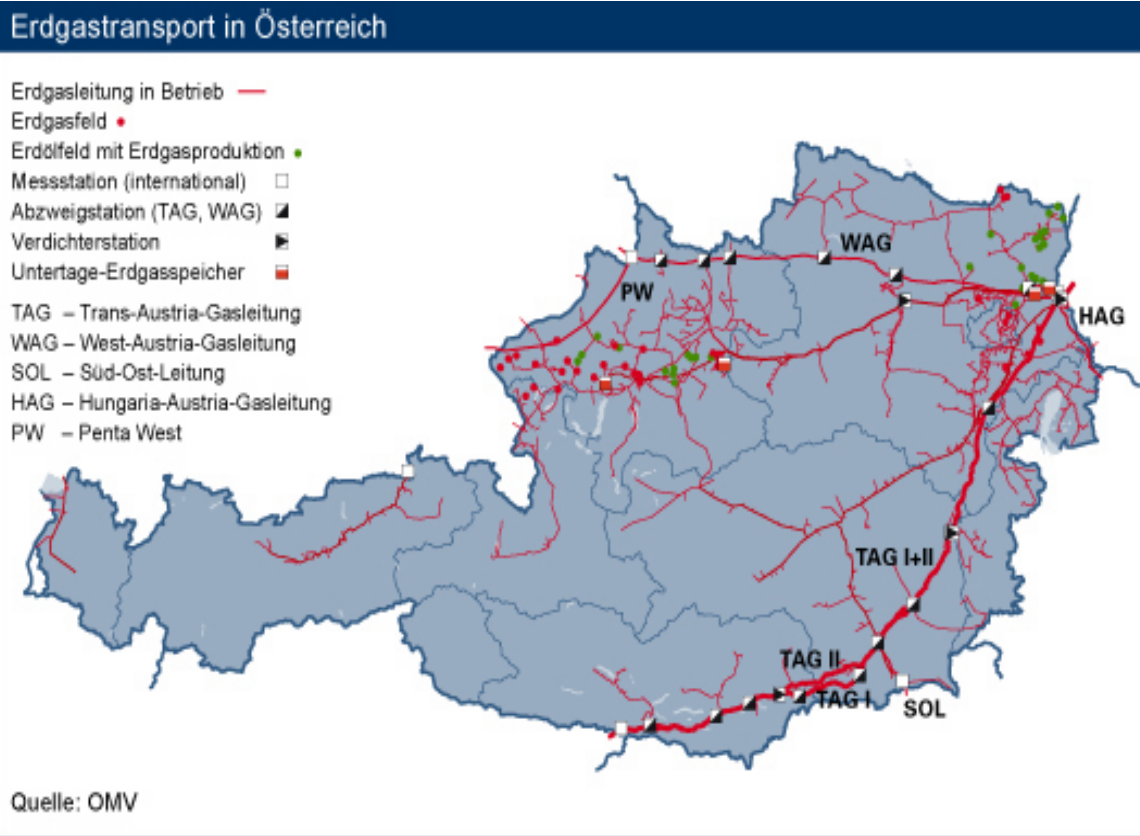 Erdgastransport in Österreich
Erdgasleitung in Betrieb
Erdgasfeld
Erdölfeld mit Erdgasproduktion
Messstation (international)
Abzweigstation (TAG, WAG)
Verdichterstation
Untertage-Erdgasspeicher
TAG – Trans-Austria-Gasleitung
WAG – West-Austria-Gasleitung
SOL – Süd-Ost-Leitung
HAG – Hungaria-Austria-Gasleitung
PW – Penta West
WAG
PW
HAG
TAG I+II
TAG II
TAG I
SOL
Quelle: OMV